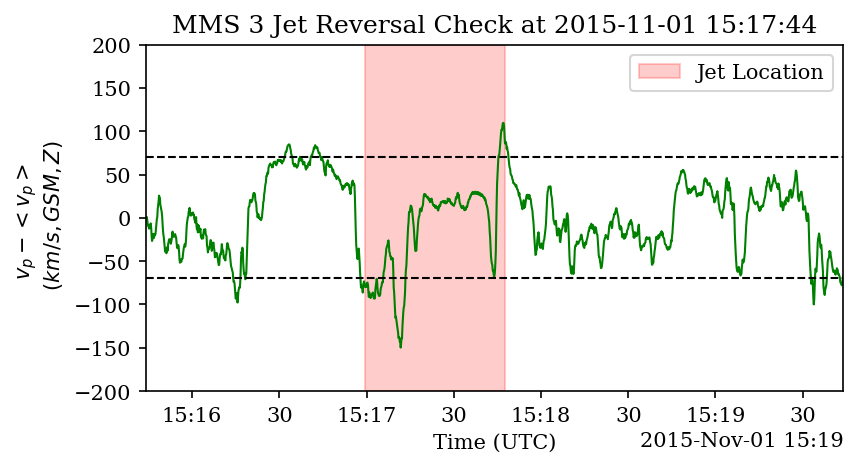 MMS 3 Jet Reversal Check at 2015-11-01 15:17:44
200
150
100
50
0
−50
−100
−150
−200
v_p − < v_p >
(km/s, GSM, Z)
Jet Location
15:16 30 15:17 30 15:18 30 15:19 30
Time (UTC)
2015-Nov-01 15:19